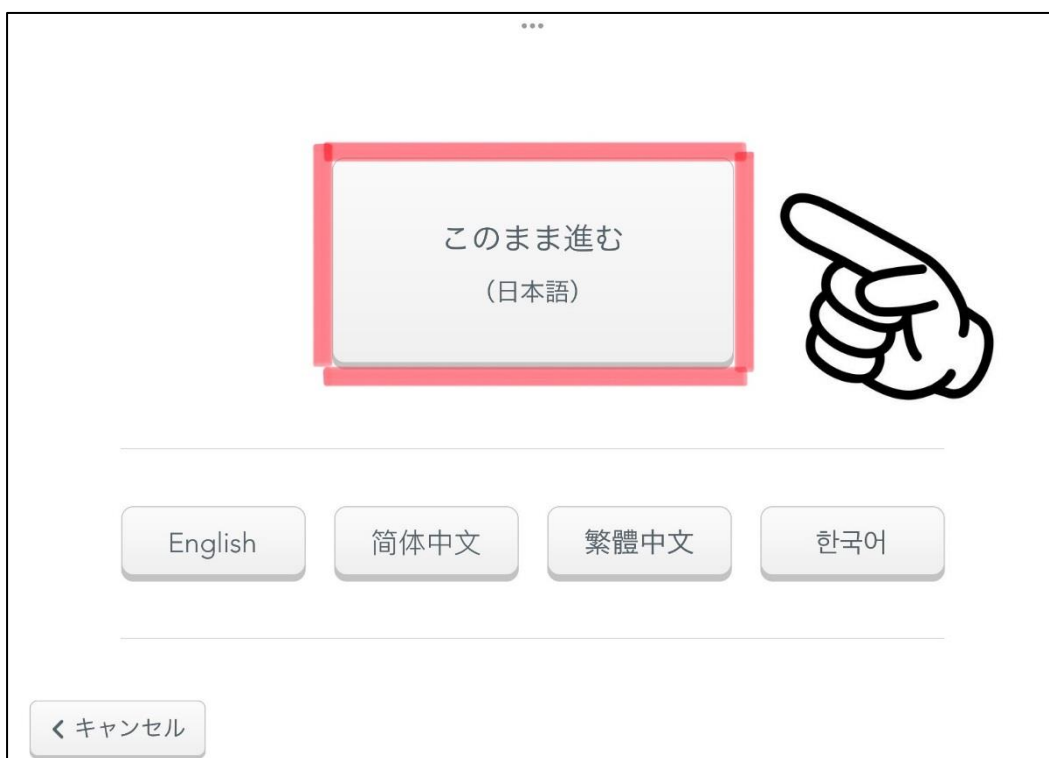 このまま進む
（日本語）
English
简体中文
繁體中文
한국어
キャンセル